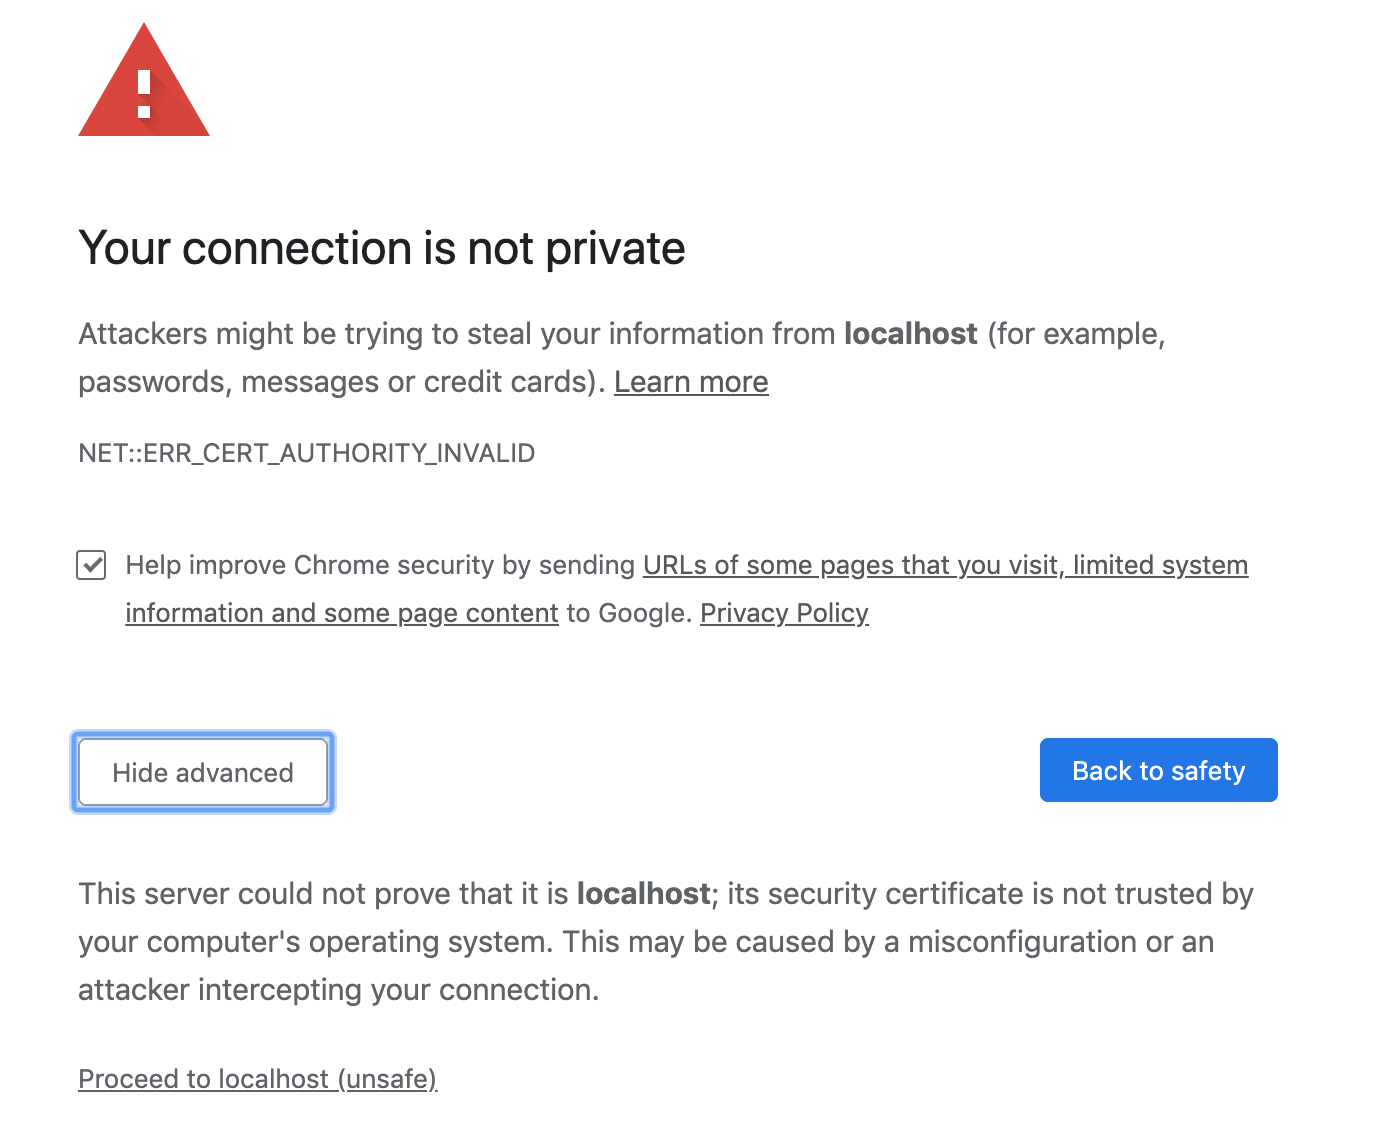 Your connection is not private
Attackers might be trying to steal your information from localhost (for example,
passwords, messages or credit cards). Learn more
NET::ERR_CERT_AUTHORITY_INVALID
Help improve Chrome security by sending URLs of some pages that you visit, limited system
information and some page content to Google. Privacy Policy
Hide advanced
Back to safety
This server could not prove that it is localhost; its security certificate is not trusted by
your computer's operating system. This may be caused by a misconfiguration or an
attacker intercepting your connection.
Proceed to localhost (unsafe)